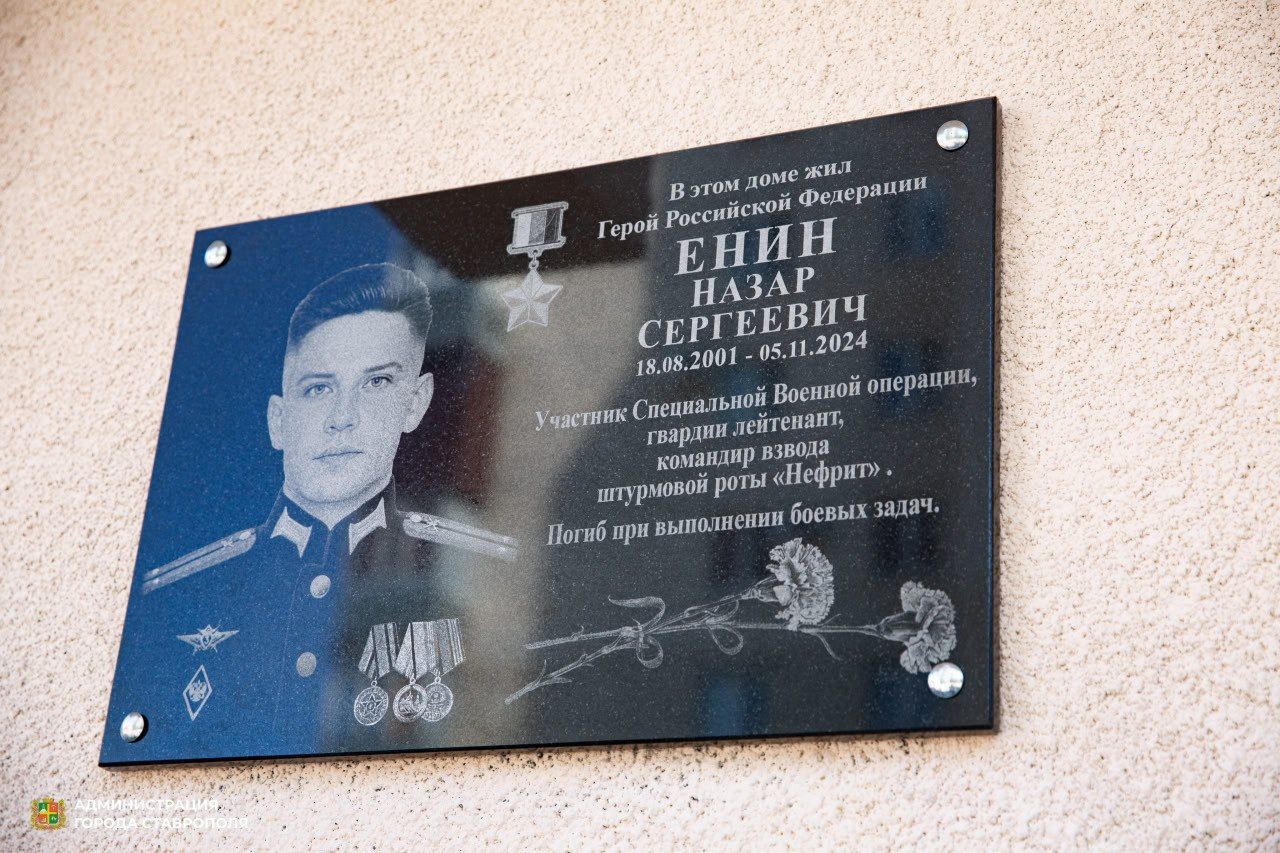 В этом доме жил
Герой Российской Федерации
ЕНИН
НАЗАР
СЕРГЕЕВИЧ
18.08.2001 - 05.11.2024
Участник Специальной Военной операции,
гвардии лейтенант,
командир взвода
штурмовой роты «Нефрит» .
Погиб при выполнении боевых задач.
АДМИНИСТРАЦИЯ
ГОРОДА СТАВРОПОЛЯ